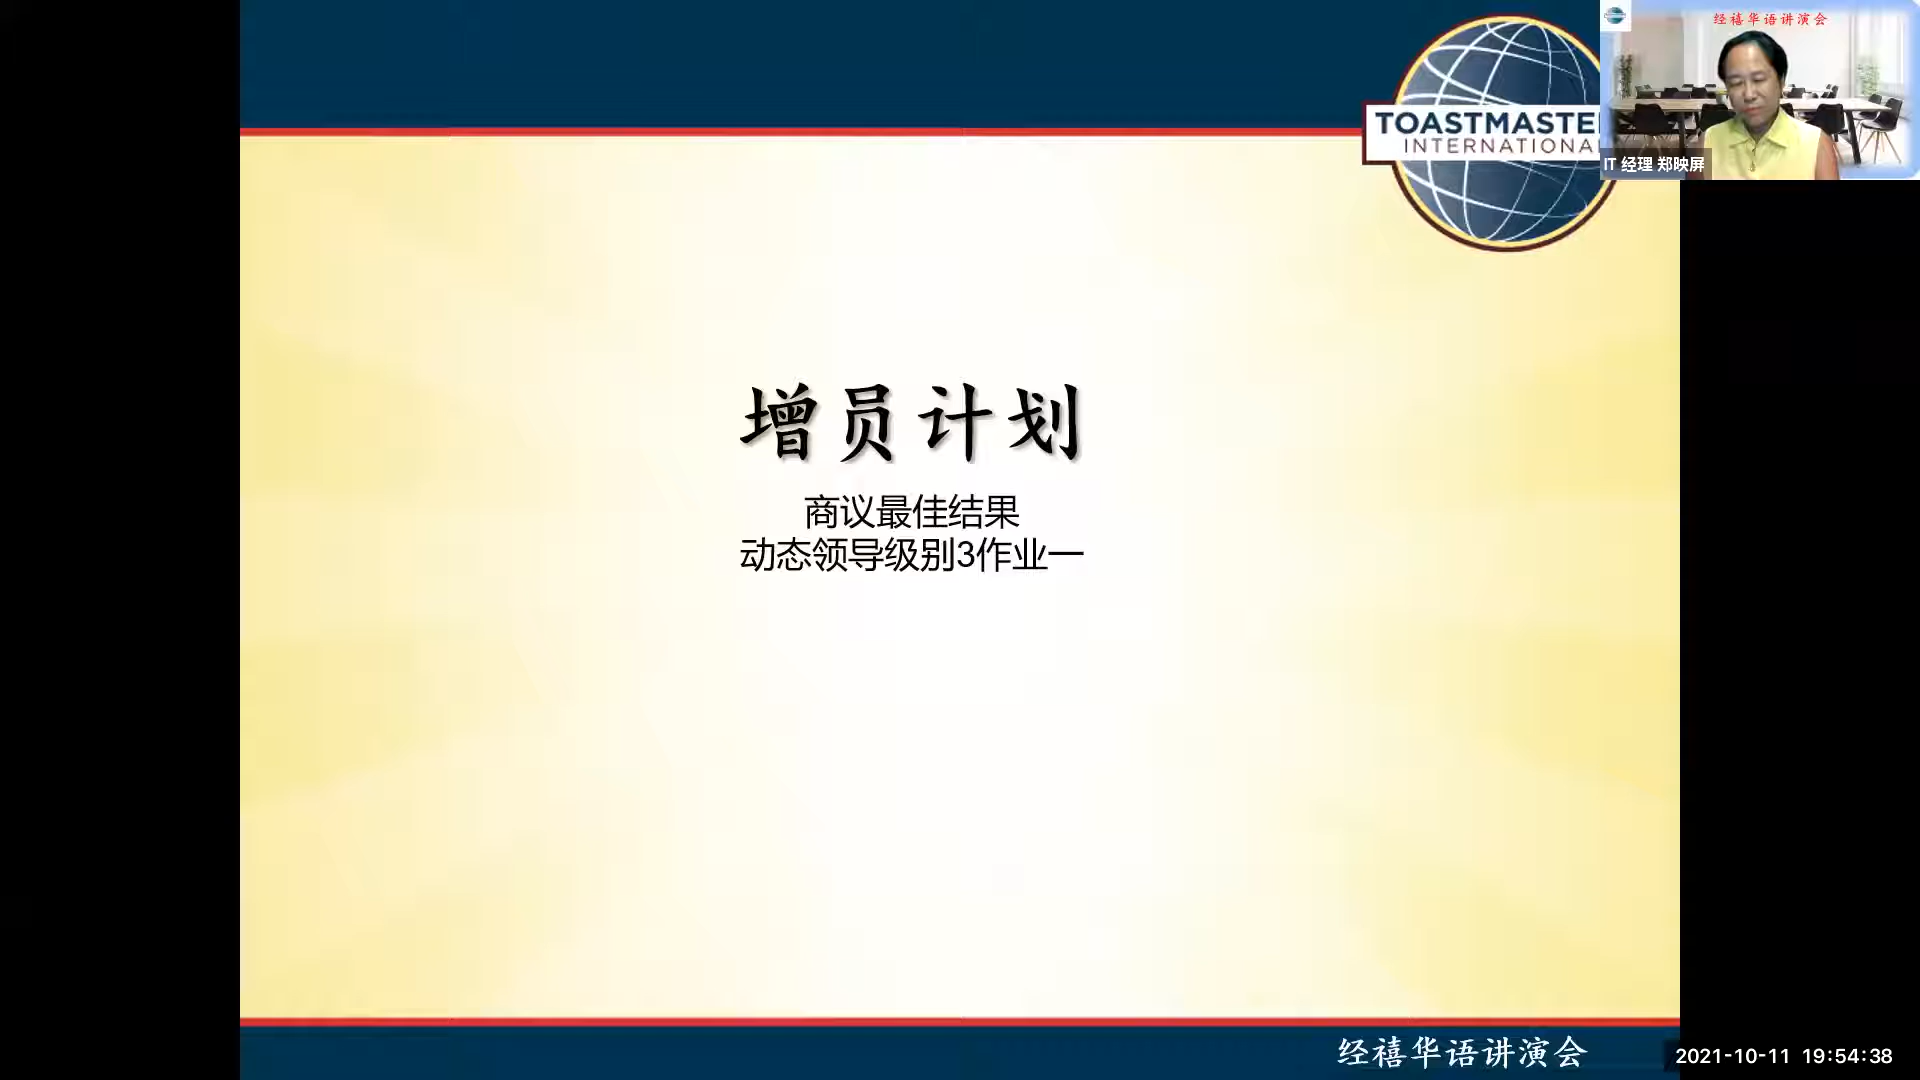 TOASTMASTE
INTERNATIONA
经禧华语讲演会
IT 经理 郑映屏
增员计划
商议最佳结果
动态领导级别3作业一
经禧华语讲演会
2021-10-11 19:54:38